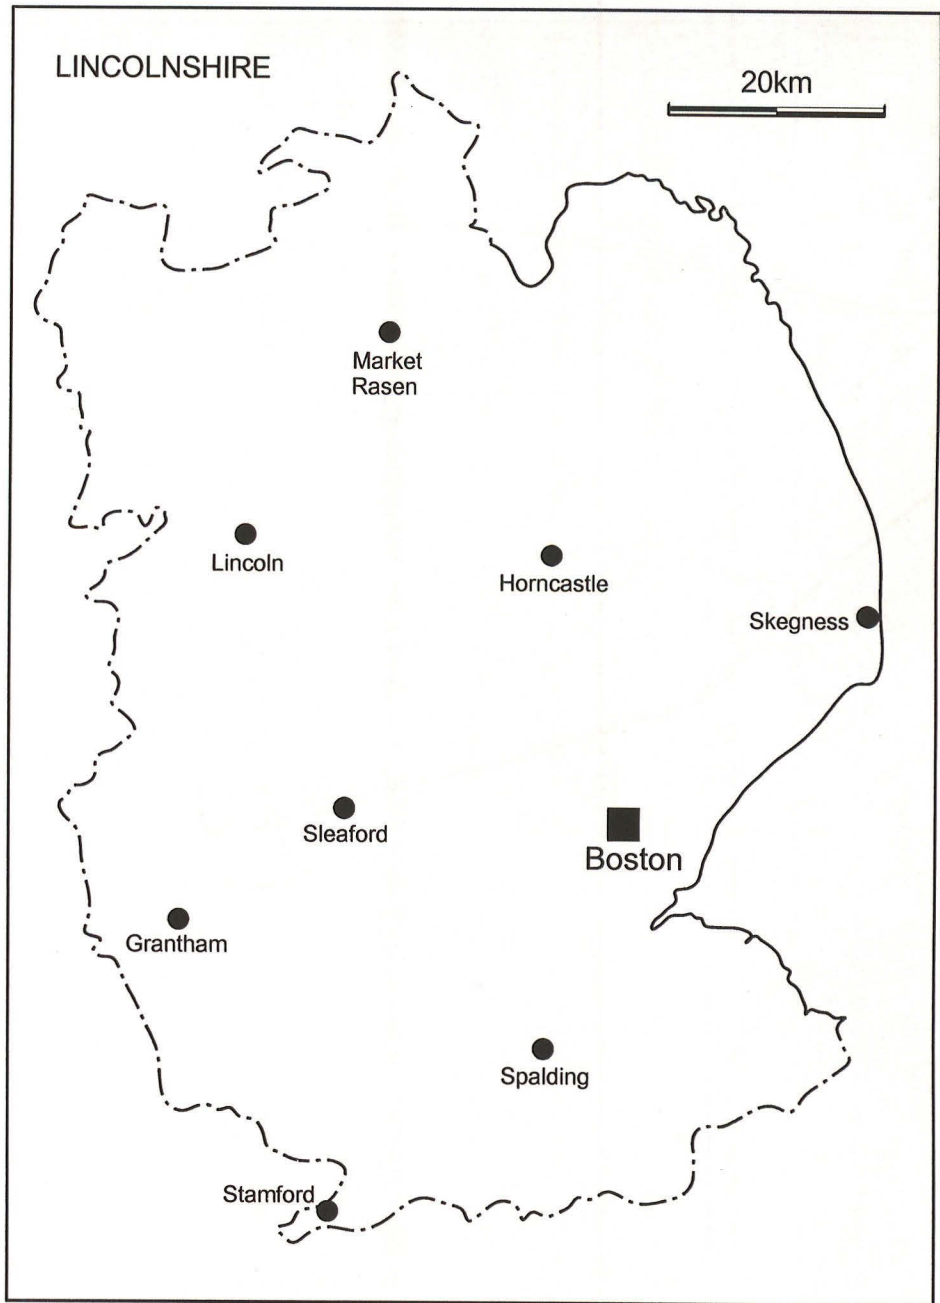 LINCOLNSHIRE
20km
Market
Rasen
Lincoln
Horncastle
Skegness
Sleaford
Boston
Grantham
Spalding
Stamford